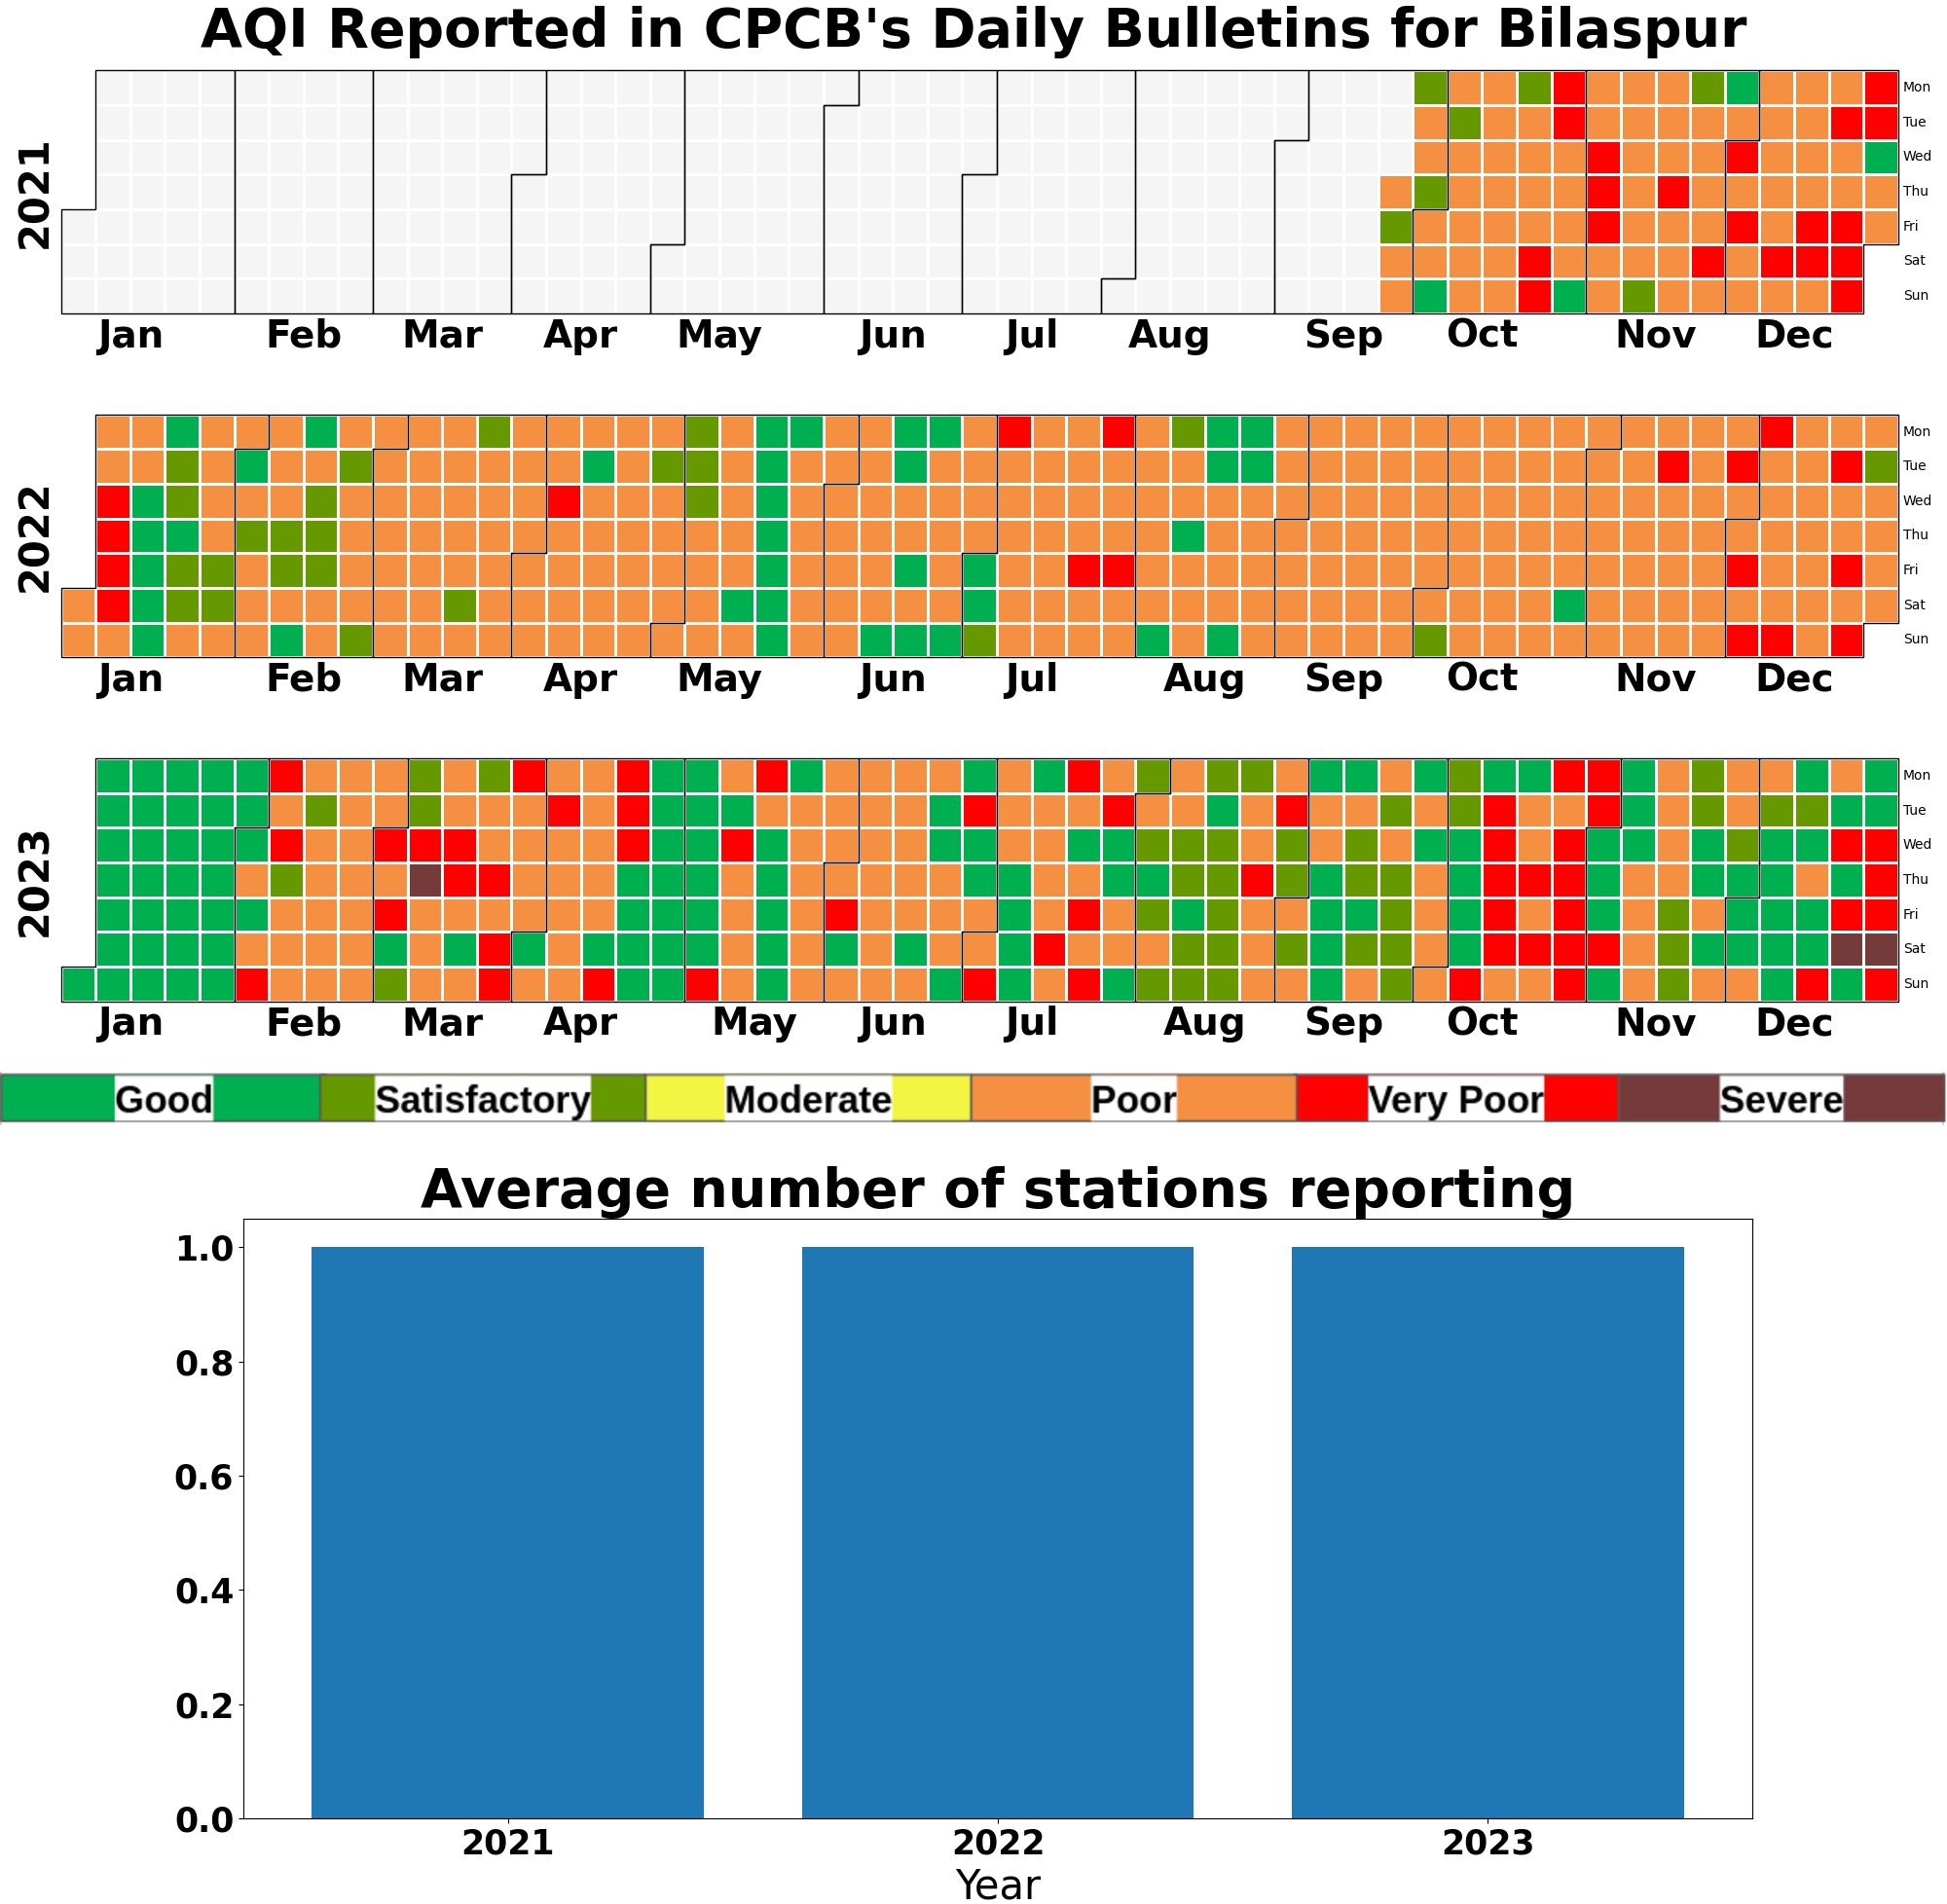 AQI Reported in CPCB's Daily Bulletins for Bilaspur
2021
Mon
Tue
Wed
Thu
Fri
Sat
Sun
Jan Feb Mar Apr May Jun Jul Aug Sep Oct Nov Dec
2022
Mon
Tue
Wed
Thu
Fri
Sat
Sun
Jan Feb Mar Apr May Jun Jul Aug Sep Oct Nov Dec
2023
Mon
Tue
Wed
Thu
Fri
Sat
Sun
Jan Feb Mar Apr May Jun Jul Aug Sep Oct Nov Dec
Good Satisfactory Moderate Poor Very Poor Severe
Average number of stations reporting
1.0
0.8
0.6
0.4
0.2
0.0
2021 2022 2023
Year